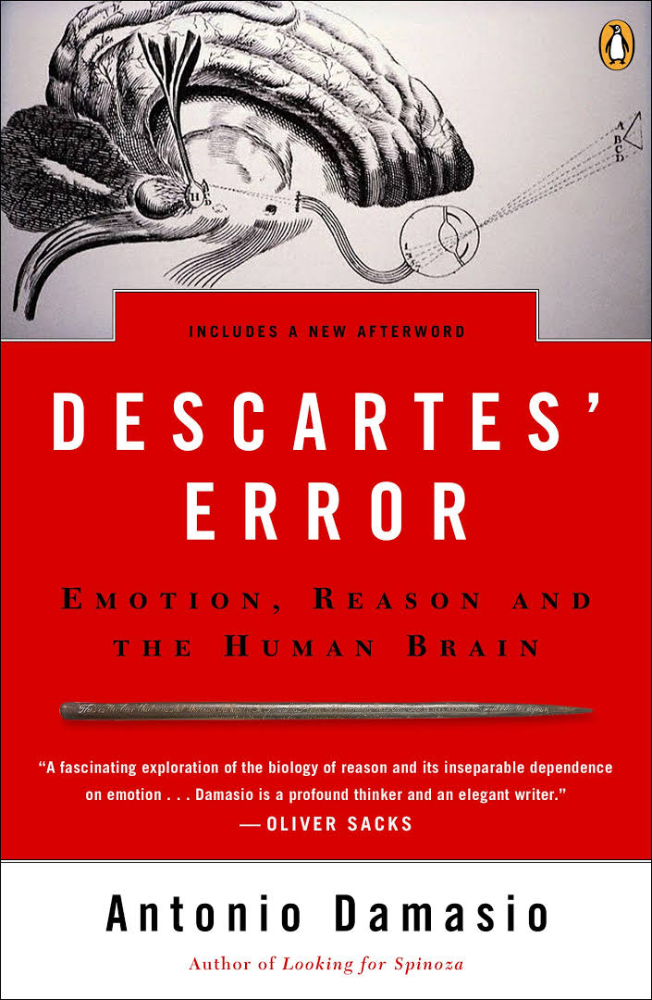 A
B
C
D
H
INCLUDES A NEW AFTERWORD
DESCARTES’
ERROR
EMOTION, REASON AND
THE HUMAN BRAIN
“A fascinating exploration of the biology of reason and its inseparable dependence
on emotion . . . Damasio is a profound thinker and an elegant writer.”
— OLIVER SACKS
Antonio Damasio
Author of Looking for Spinoza